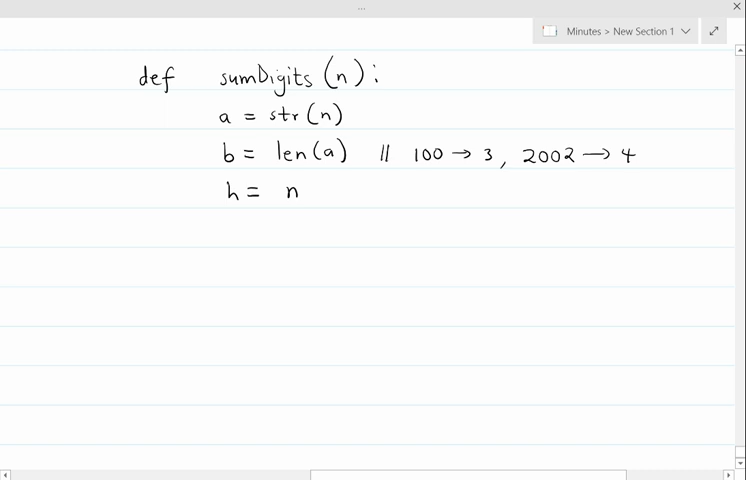 ...
Minutes > New Section 1
def sumDigits (n):
a = str (n)
b = len (a) // 100 → 3, 2002 → 4
h = n